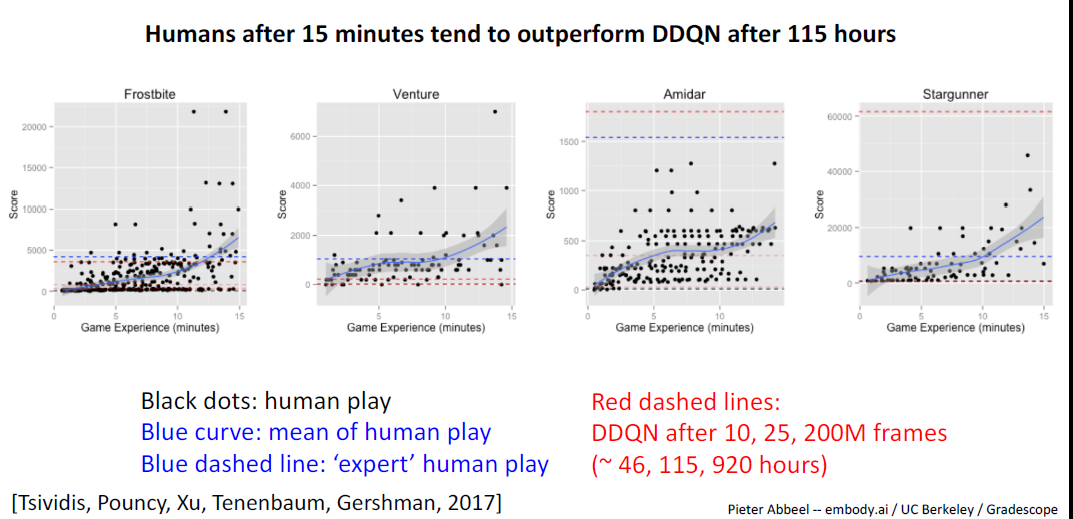 Humans after 15 minutes tend to outperform DDQN after 115 hours
Frostbite
20000
15000
10000
5000
0
Score
0 5 10 15
Game Experience (minutes)
Venture
6000
4000
2000
0
Score
5 10 15
Game Experience (minutes)
Amidar
1500
1000
500
0
Score
0 5 10
Game Experience (minutes)
Stargunner
60000
40000
20000
0
Score
0 5 10 15
Game Experience (minutes)
Black dots: human play
Blue curve: mean of human play
Blue dashed line: ‘expert’ human play
Red dashed lines:
DDQN after 10, 25, 200M frames
(~ 46, 115, 920 hours)
[Tsividis, Pouncy, Xu, Tenenbaum, Gershman, 2017]
Pieter Abbeel -- embody.ai / UC Berkeley / Gradescope